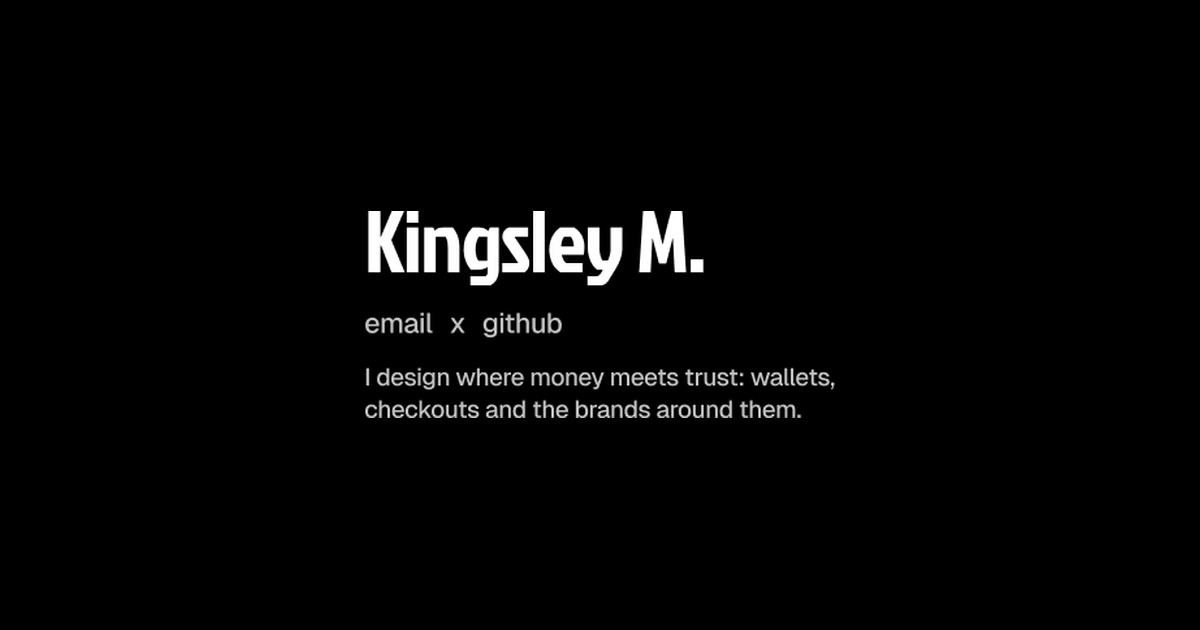 Kingsley M.
email x github
I design where money meets trust: wallets,
checkouts and the brands around them.